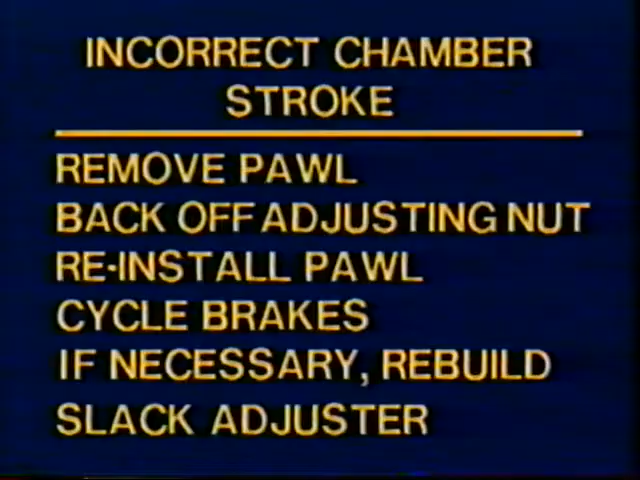 INCORRECT CHAMBER
STROKE
REMOVE PAWL
BACK OFF ADJUSTING NUT
RE-INSTALL PAWL
CYCLE BRAKES
IF NECESSARY, REBUILD
SLACK ADJUSTER